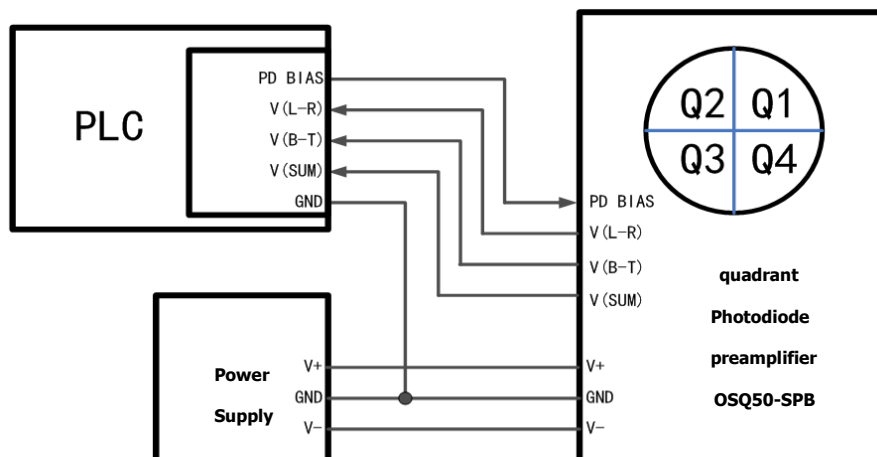 PLC
PD BIAS
V(L-R)
V(B-T)
V(SUM)
GND
Q2 Q1
Q3 Q4
PD BIAS
V(L-R)
V(B-T)
V(SUM)
quadrant
Photodiode
preamplifier
OSQ50-SPB
Power
Supply
V+
GND
V-
V+
GND
V-